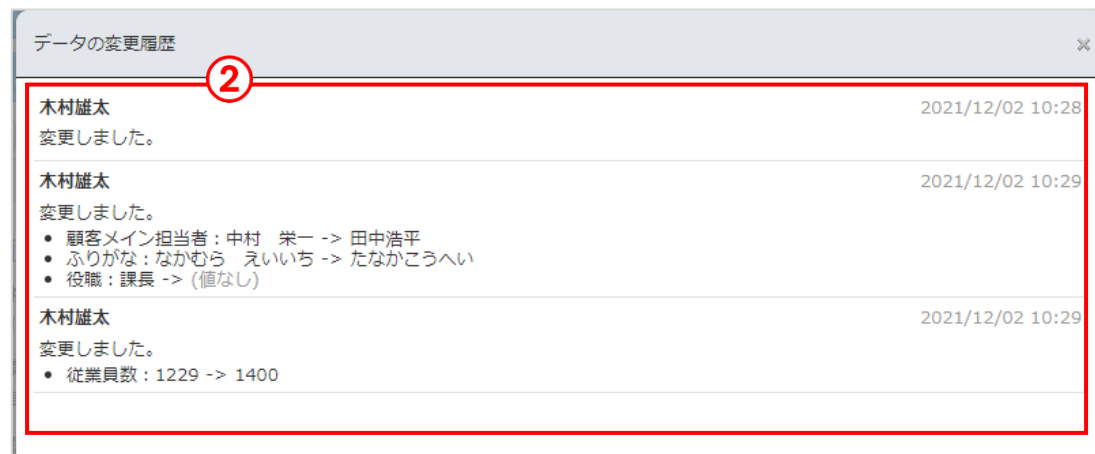 データの変更履歴
②
木村雄太 2021/12/02 10:28
変更しました。
木村雄太 2021/12/02 10:29
変更しました。
• 顧客メイン担当者：中村　栄一 -> 田中浩平
• ふりがな：なかむら　えいいち -> たなかこうへい
• 役職：課長 -> (値なし)
木村雄太 2021/12/02 10:29
変更しました。
• 従業員数：1229 -> 1400